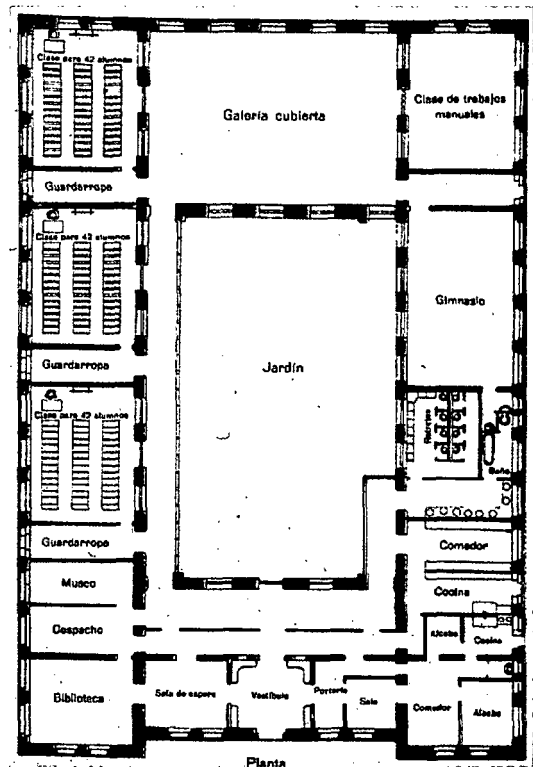 Clase para 42 alumnos
Galería cubierta
Clase de trabajos
manuales
Guardarropa
Clase para 42 alumnos
Gimnasio
Jardín
Guardarropa
Clase para 42 alumnos
Retretes
Baño
Guardarropa
Comedor
Museo
Cocina
Despacho
Alcoba
Cocina
Biblioteca
Sala de espera
Vestíbulo
Portería
Sala
Comedor
Alcoba
Planta